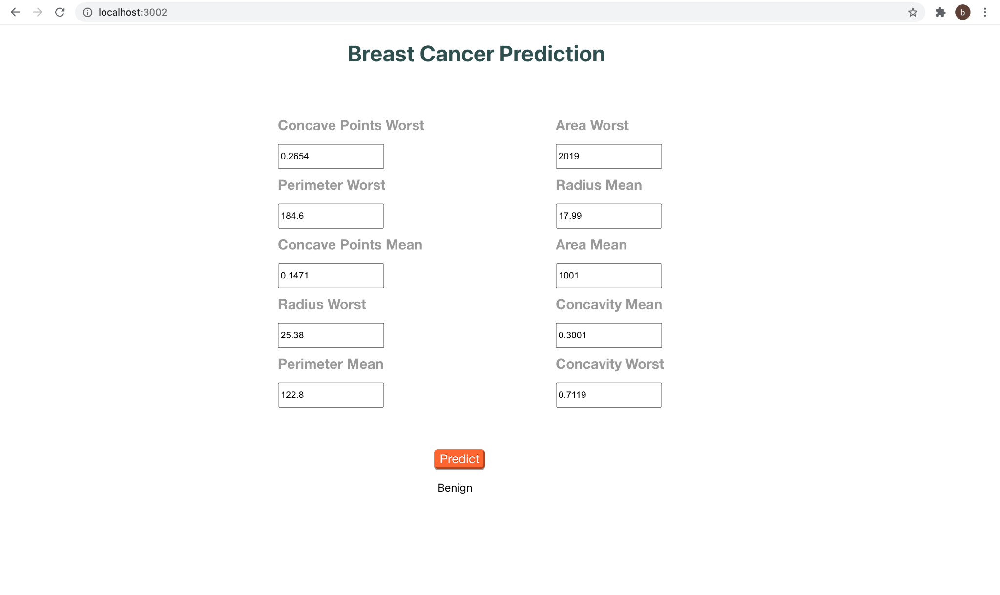 localhost:3002
b
Breast Cancer Prediction
Concave Points Worst
0.2654
Perimeter Worst
184.6
Concave Points Mean
0.1471
Radius Worst
25.38
Perimeter Mean
122.8
Area Worst
2019
Radius Mean
17.99
Area Mean
1001
Concavity Mean
0.3001
Concavity Worst
0.7119
Predict
Benign